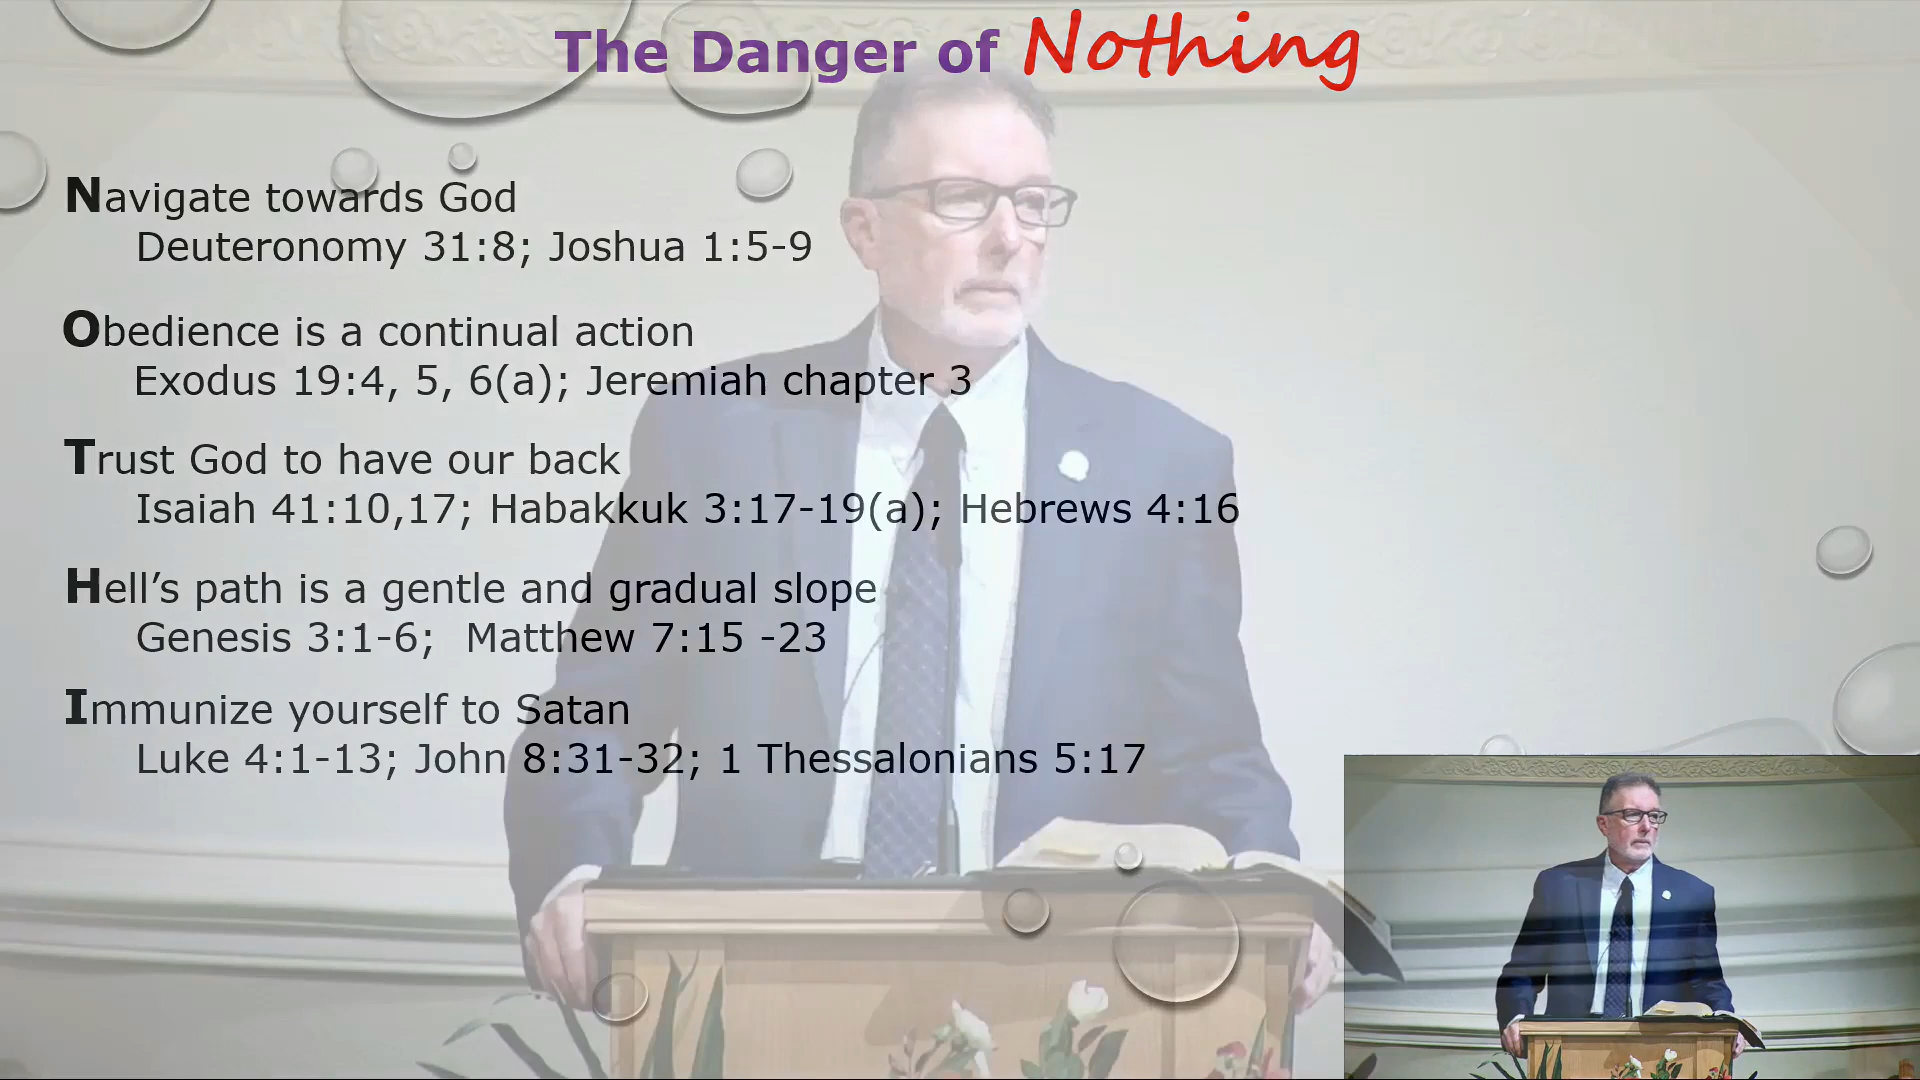 The Danger of Nothing
Navigate towards God
Deuteronomy 31:8; Joshua 1:5-9
Obedience is a continual action
Exodus 19:4, 5, 6(a); Jeremiah chapter 3
Trust God to have our back
Isaiah 41:10,17; Habakkuk 3:17-19(a); Hebrews 4:16
Hell’s path is a gentle and gradual slope
Genesis 3:1-6;  Matthew 7:15 -23
Immunize yourself to Satan
Luke 4:1-13; John 8:31-32; 1 Thessalonians 5:17